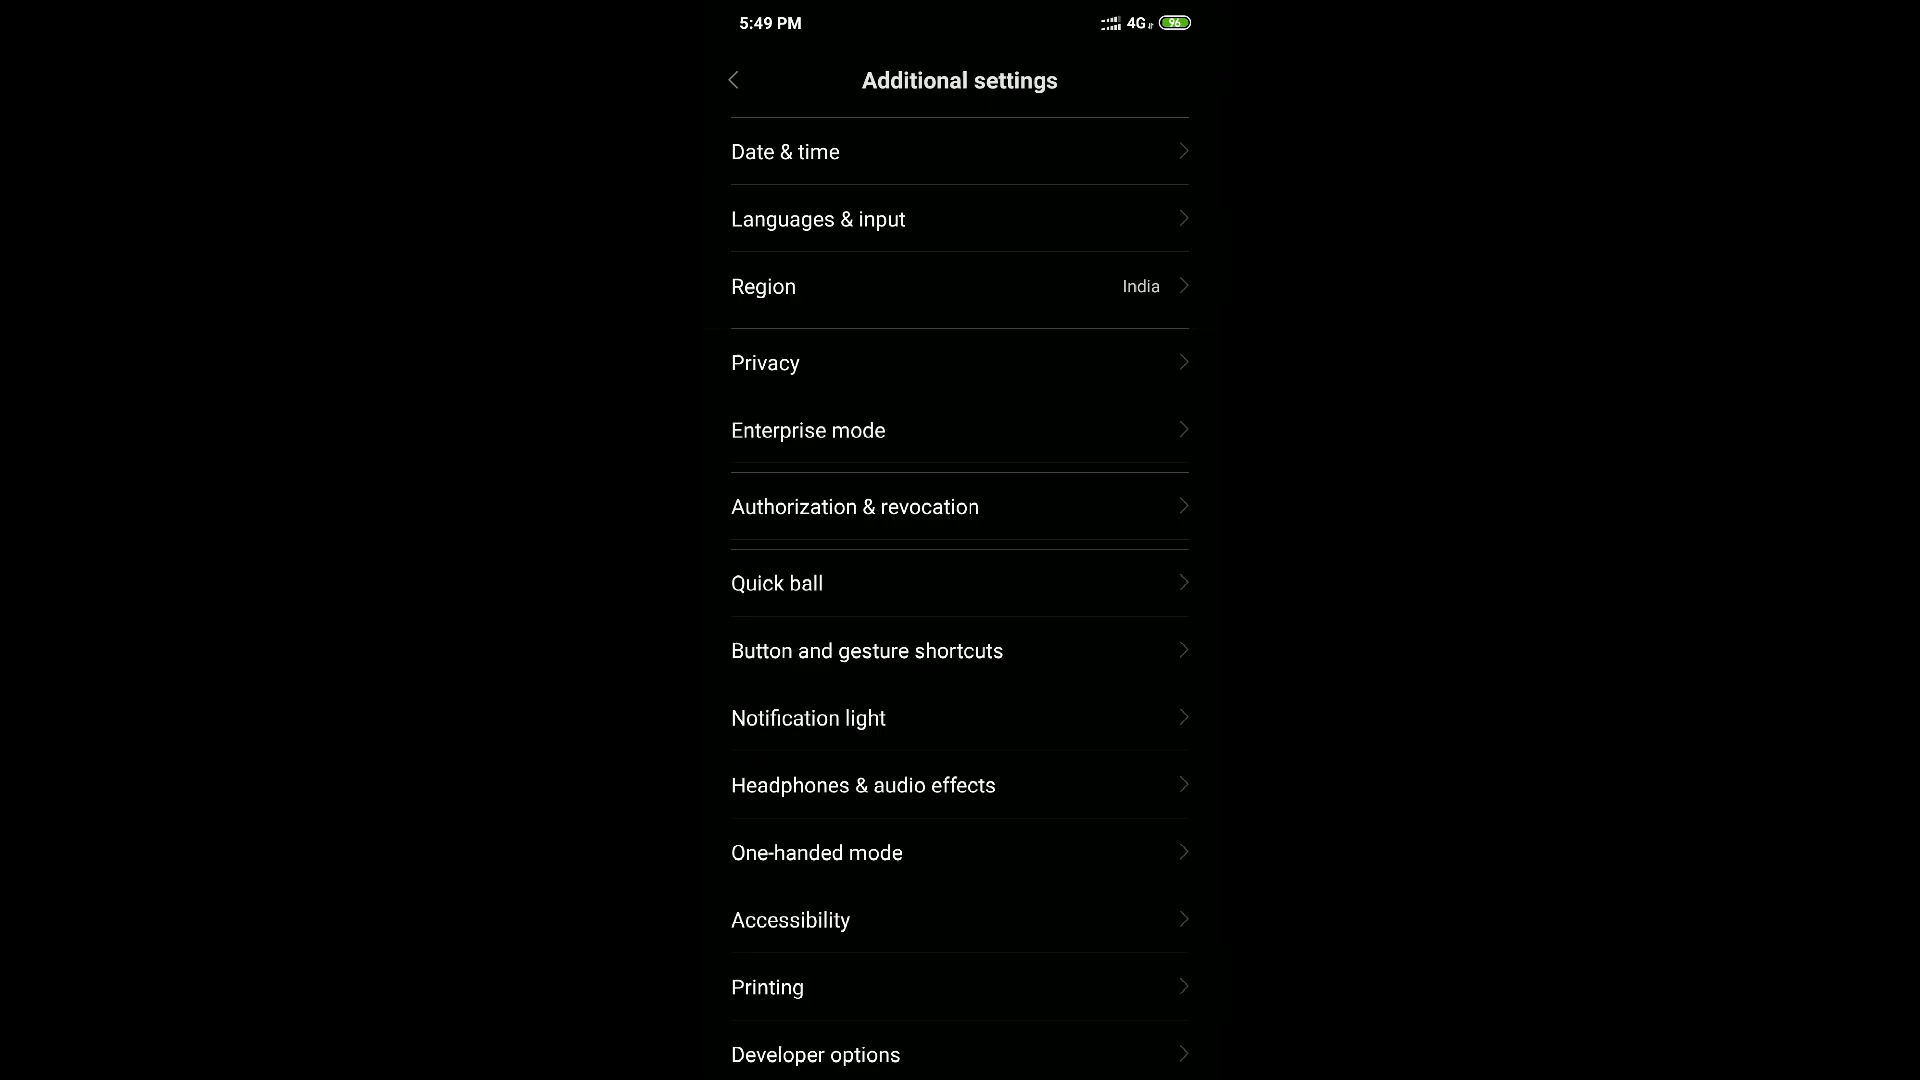 5:49 PM
4G 96
Additional settings
Date & time
Languages & input
Region India
Privacy
Enterprise mode
Authorization & revocation
Quick ball
Button and gesture shortcuts
Notification light
Headphones & audio effects
One-handed mode
Accessibility
Printing
Developer options